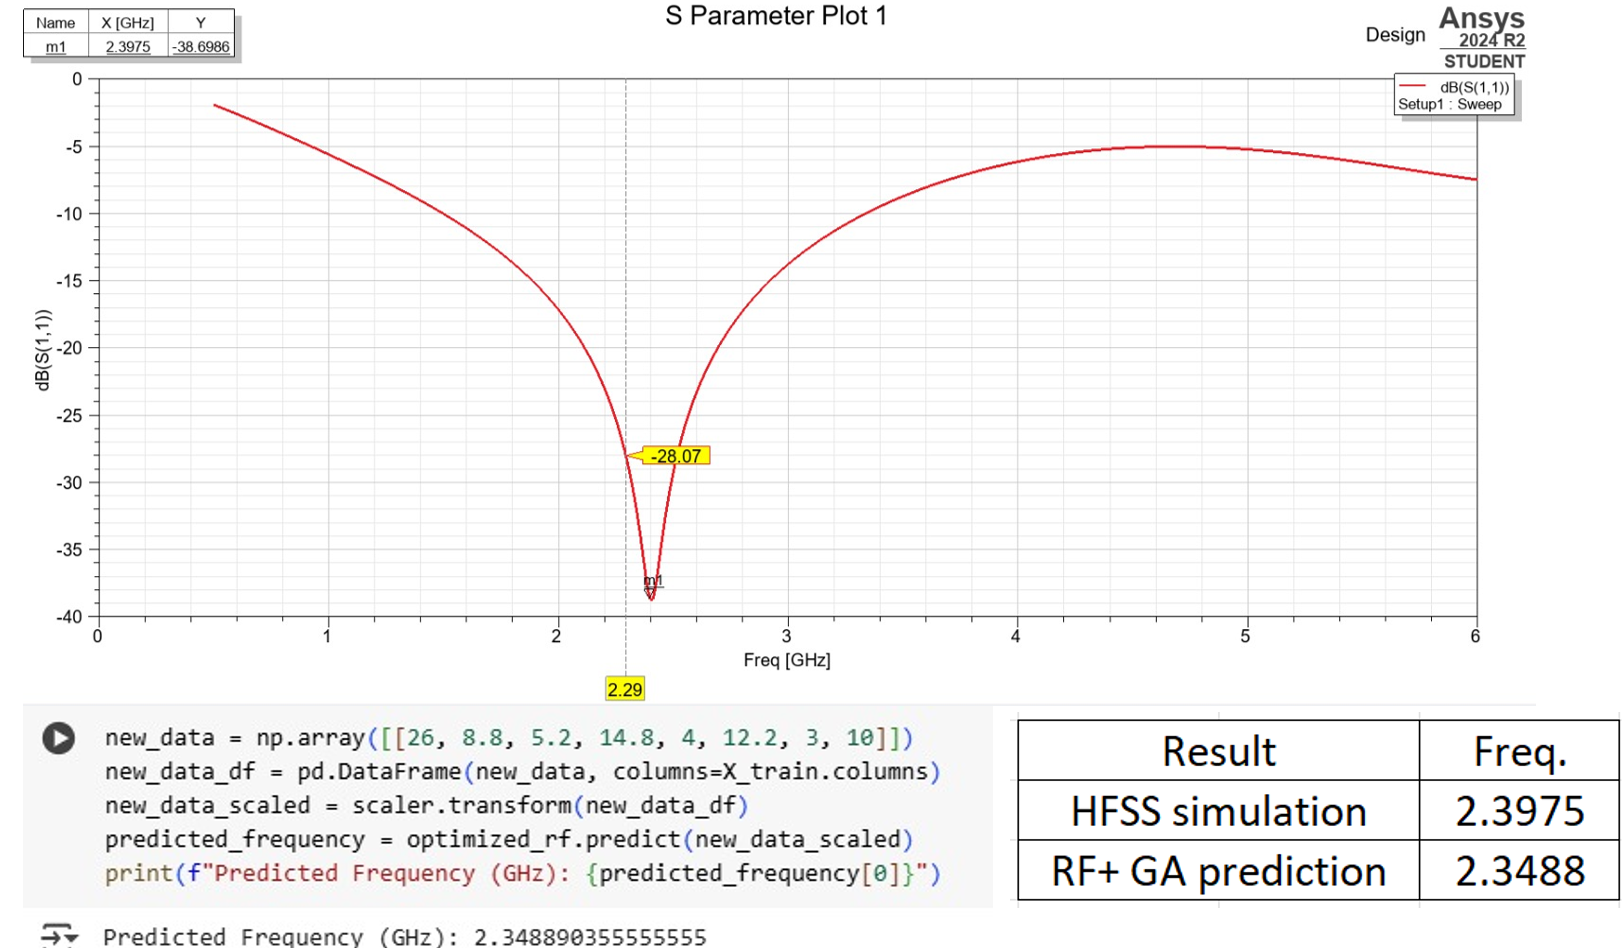 S Parameter Plot 1
Name X [GHz] Y
m1 2.3975 -38.6986
Design
Ansys
2024 R2
STUDENT
dB(S(1,1))
Setup1 : Sweep
0
-5
-10
-15
-20
-25
-30
-35
-40
dB(S(1,1))
-28.07
m1
0 1 2 3 4 5 6
Freq [GHz]
2.29
new_data = np.array([[26, 8.8, 5.2, 14.8, 4, 12.2, 3, 10]])
new_data_df = pd.DataFrame(new_data, columns=X_train.columns)
new_data_scaled = scaler.transform(new_data_df)
predicted_frequency = optimized_rf.predict(new_data_scaled)
print(f"Predicted Frequency (GHz): {predicted_frequency[0]}")
Predicted Frequency (GHz): 2.348890355555555
Result Freq.
HFSS simulation 2.3975
RF+ GA prediction 2.3488